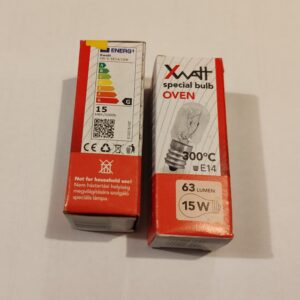 ENERG
Xwatt
G
15
Not for household use!
Nem háztartási helyiség
megvilágítására szolgáló
speciális lámpa.
Xwatt
special bulb
OVEN
300°C
E14
63 LUMEN
15W